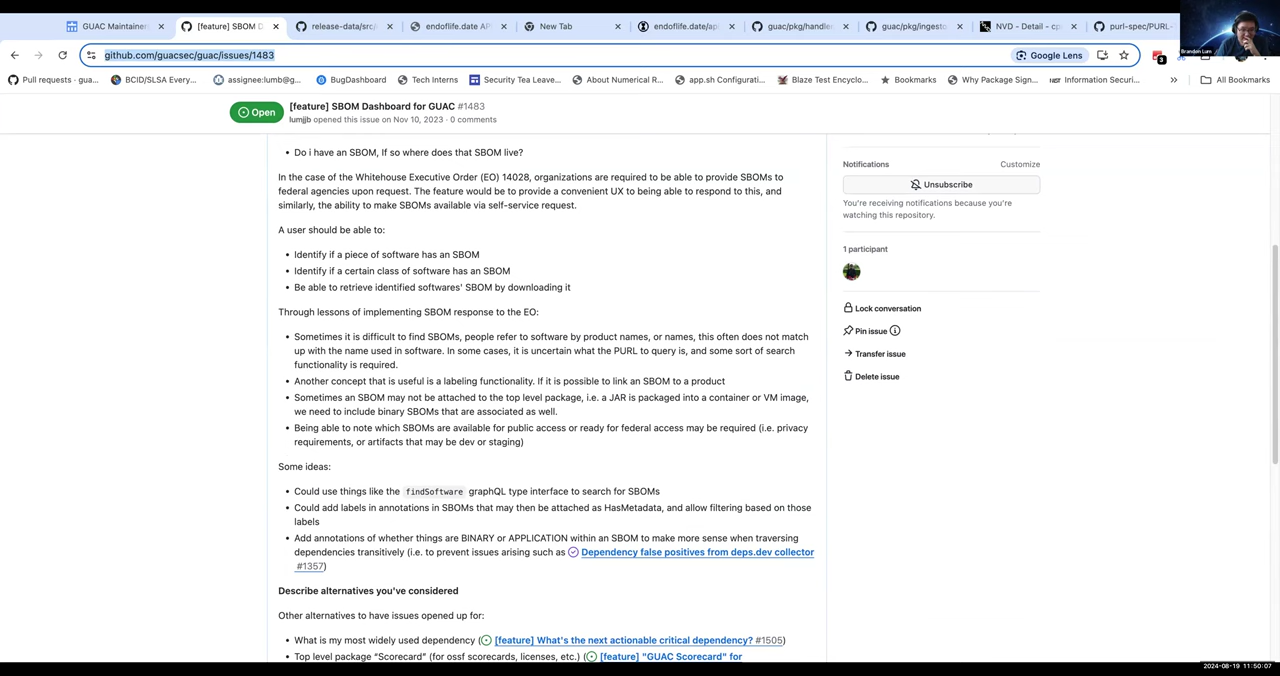 GUAC Maintainer
[feature] SBOM D
release-data/src/
endoflife.date AP
New Tab
endoflife.date/ap
guac/pkg/handle
guac/pkg/ingesto
NVD - Detail - cp
purl-spec/PURL-
Brandon Lum
github.com/guacsec/guac/issues/1483
Google Lens
3
Pull requests · gua...
BCID/SLSA Every...
assignee:lumb@g...
BugDashboard
Tech Interns
Security Tea Leave...
About Numerical R...
app.sh Configurati...
Blaze Test Encyclo...
Bookmarks
Why Package Sign...
Information Securi...
»
All Bookmarks
Open
[feature] SBOM Dashboard for GUAC #1483
lumjjb opened this issue on Nov 10, 2023 · 0 comments
• Do i have an SBOM, If so where does that SBOM live?
In the case of the Whitehouse Executive Order (EO) 14028, organizations are required to be able to provide SBOMs to
federal agencies upon request. The feature would be to provide a convenient UX to being able to respond to this, and
similarly, the ability to make SBOMs available via self-service request.
A user should be able to:
• Identify if a piece of software has an SBOM
• Identify if a certain class of software has an SBOM
• Be able to retrieve identified softwares' SBOM by downloading it
Through lessons of implementing SBOM response to the EO:
• Sometimes it is difficult to find SBOMs, people refer to software by product names, or names, this often does not match
up with the name used in software. In some cases, it is uncertain what the PURL to query is, and some sort of search
functionality is required.
• Another concept that is useful is a labeling functionality. If it is possible to link an SBOM to a product
• Sometimes an SBOM may not be attached to the top level package, i.e. a JAR is packaged into a container or VM image,
we need to include binary SBOMs that are associated as well.
• Being able to note which SBOMs are available for public access or ready for federal access may be required (i.e. privacy
requirements, or artifacts that may be dev or staging)
Some ideas:
• Could use things like the findSoftware graphQL type interface to search for SBOMs
• Could add labels in annotations in SBOMs that may then be attached as HasMetadata, and allow filtering based on those
labels
• Add annotations of whether things are BINARY or APPLICATION within an SBOM to make more sense when traversing
dependencies transitively (i.e. to prevent issues arising such as Dependency false positives from deps.dev collector
#1357)
Describe alternatives you've considered
Other alternatives to have issues opened up for:
• What is my most widely used dependency ([feature] What's the next actionable critical dependency? #1505)
• Top level package “Scorecard” (for ossf scorecards, licenses, etc.) ([feature] "GUAC Scorecard" for
Notifications
Customize
Unsubscribe
You're receiving notifications because you're
watching this repository.
1 participant
Lock conversation
Pin issue
Transfer issue
Delete issue
2024-08-19 11:50:07